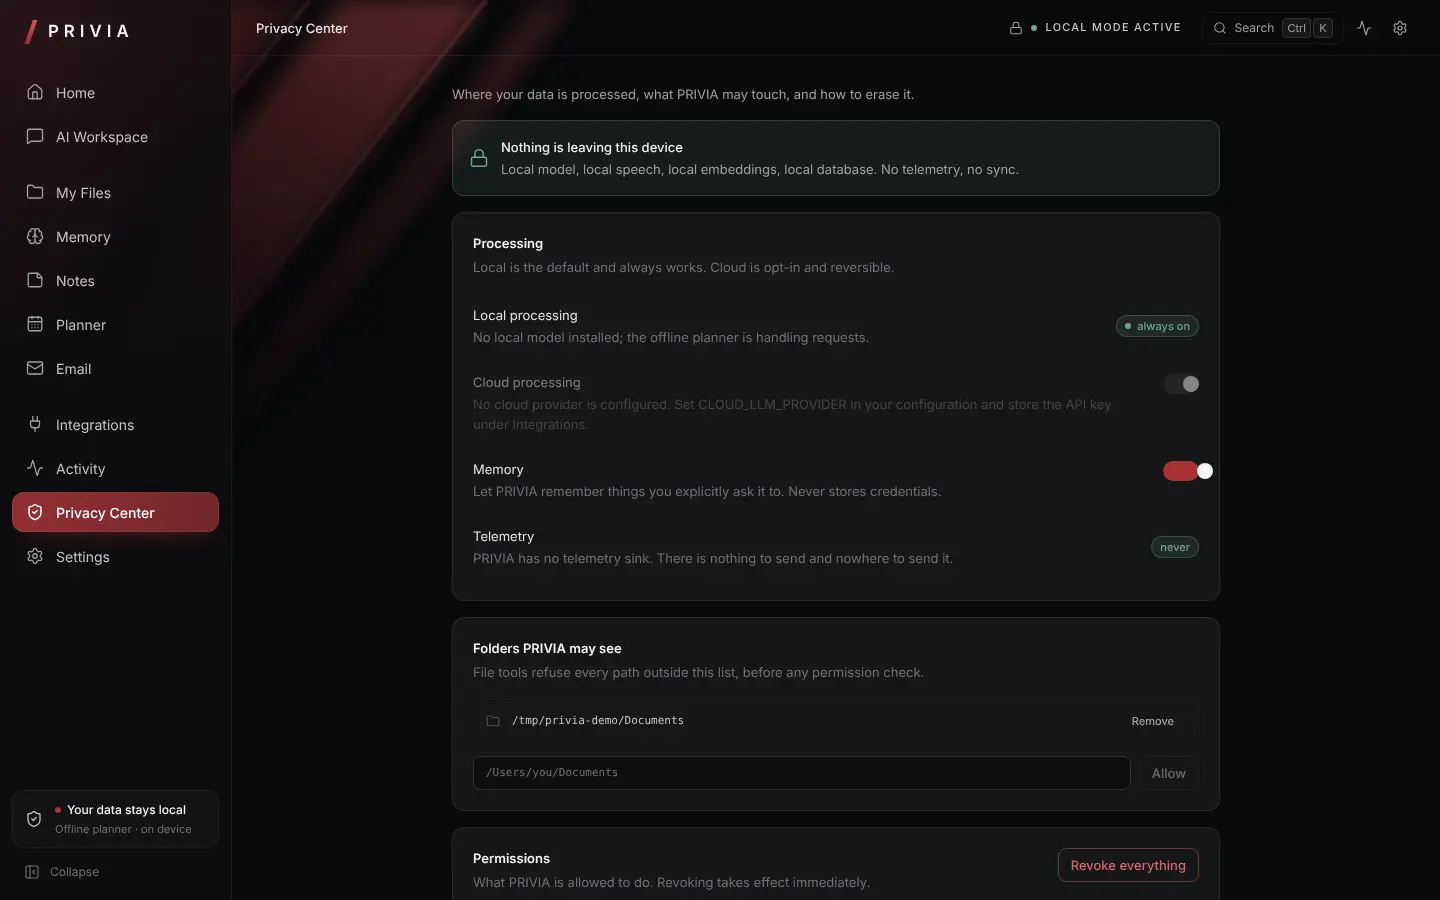 PRIVIA
Privacy Center
LOCAL MODE ACTIVE
Search Ctrl K
Home
AI Workspace
My Files
Memory
Notes
Planner
Email
Integrations
Activity
Privacy Center
Settings
Your data stays local
Offline planner · on device
Collapse
Where your data is processed, what PRIVIA may touch, and how to erase it.
Nothing is leaving this device
Local model, local speech, local embeddings, local database. No telemetry, no sync.
Processing
Local is the default and always works. Cloud is opt-in and reversible.
Local processing
No local model installed; the offline planner is handling requests.
always on
Cloud processing
No cloud provider is configured. Set CLOUD_LLM_PROVIDER in your configuration and store the API key
under Integrations.
Memory
Let PRIVIA remember things you explicitly ask it to. Never stores credentials.
Telemetry
PRIVIA has no telemetry sink. There is nothing to send and nowhere to send it.
never
Folders PRIVIA may see
File tools refuse every path outside this list, before any permission check.
/tmp/privia-demo/Documents
Remove
/Users/you/Documents
Allow
Permissions
What PRIVIA is allowed to do. Revoking takes effect immediately.
Revoke everything